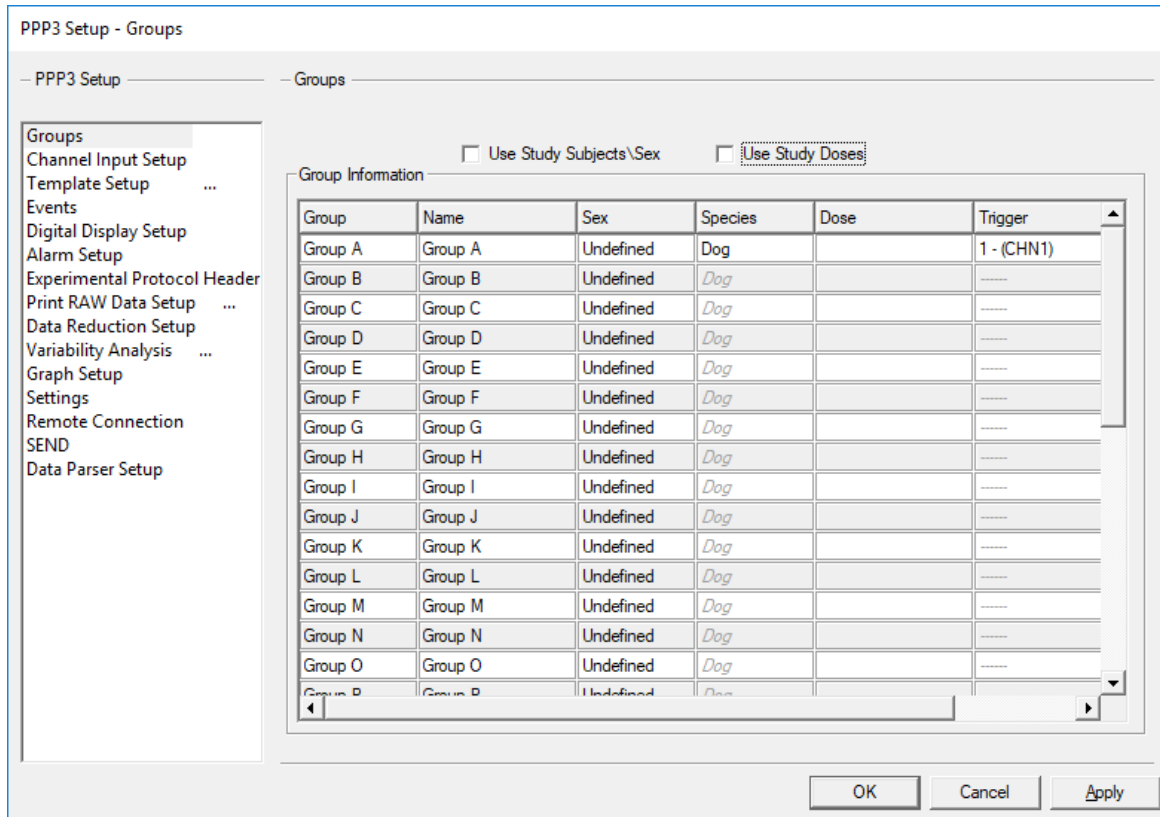 PPP3 Setup - Groups
PPP3 Setup
Groups
Channel Input Setup
Template Setup ...
Events
Digital Display Setup
Alarm Setup
Experimental Protocol Header
Print RAW Data Setup ...
Data Reduction Setup
Variability Analysis ...
Graph Setup
Settings
Remote Connection
SEND
Data Parser Setup
Groups
Use Study Subjects\Sex Use Study Doses
Group Information
Group Name Sex Species Dose Trigger
Group A Group A Undefined Dog 1 - (CHN1)
Group B Group B Undefined Dog ------
Group C Group C Undefined Dog ------
Group D Group D Undefined Dog ------
Group E Group E Undefined Dog ------
Group F Group F Undefined Dog ------
Group G Group G Undefined Dog ------
Group H Group H Undefined Dog ------
Group I Group I Undefined Dog ------
Group J Group J Undefined Dog ------
Group K Group K Undefined Dog ------
Group L Group L Undefined Dog ------
Group M Group M Undefined Dog ------
Group N Group N Undefined Dog ------
Group O Group O Undefined Dog ------
Group P Group P Undefined Dog
OK Cancel Apply